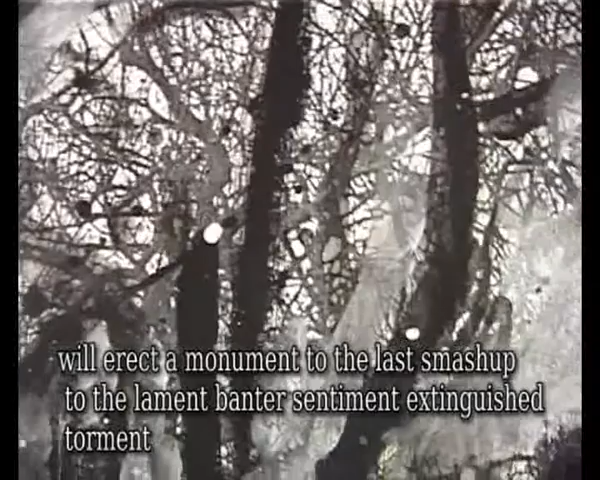 will erect a monument to the last smashup
to the lament banter sentiment extinguished
torment